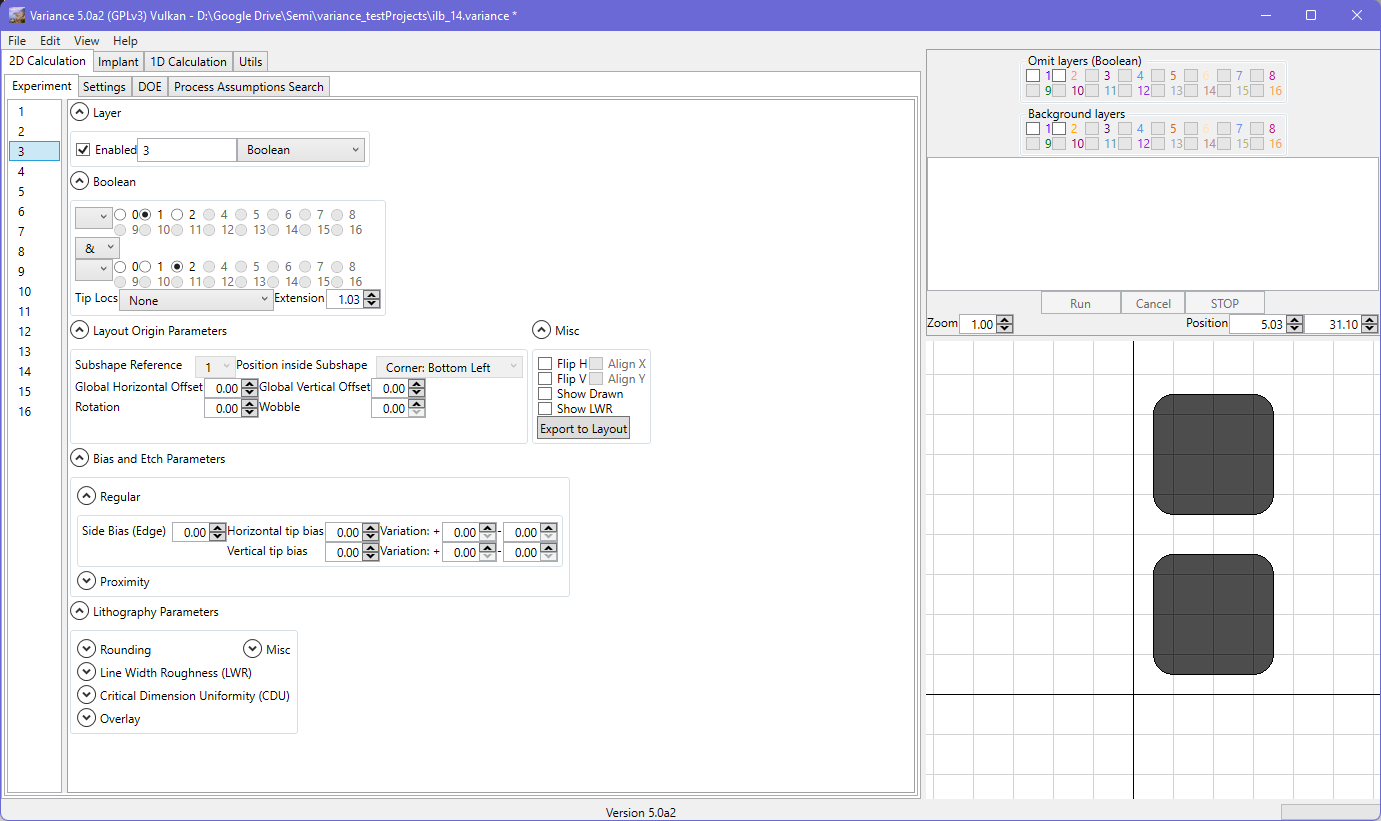 Variance 5.0a2 (GPLv3) Vulkan - D:\Google Drive\Semi\variance_testProjects\ilb_14.variance *
File Edit View Help
2D Calculation Implant 1D Calculation Utils
Experiment Settings DOE Process Assumptions Search
1
2
3
4
5
6
7
8
9
10
11
12
13
14
15
16
Layer
Enabled 3 Boolean
Boolean
0 1 2 4 5 6 7 8
9 10 11 12 13 14 15 16
&
0 1 2 4 5 6 7 8
9 10 11 12 13 14 15 16
Tip Locs None Extension 1.03
Layout Origin Parameters
Subshape Reference 1 Position inside Subshape Corner: Bottom Left
Global Horizontal Offset 0.00 Global Vertical Offset 0.00
Rotation 0.00 Wobble 0.00
Misc
Flip H Align X
Flip V Align Y
Show Drawn
Show LWR
Export to Layout
Bias and Etch Parameters
Regular
Side Bias (Edge) 0.00 Horizontal tip bias 0.00 Variation: + 0.00 - 0.00
Vertical tip bias 0.00 Variation: + 0.00 - 0.00
Proximity
Lithography Parameters
Rounding Misc
Line Width Roughness (LWR)
Critical Dimension Uniformity (CDU)
Overlay
Omit layers (Boolean)
1 2 3 4 5 6 7 8
9 10 11 12 13 14 15 16
Background layers
1 2 3 4 5 6 7 8
9 10 11 12 13 14 15 16
Run Cancel STOP
Zoom 1.00 Position 5.03 31.10
Version 5.0a2